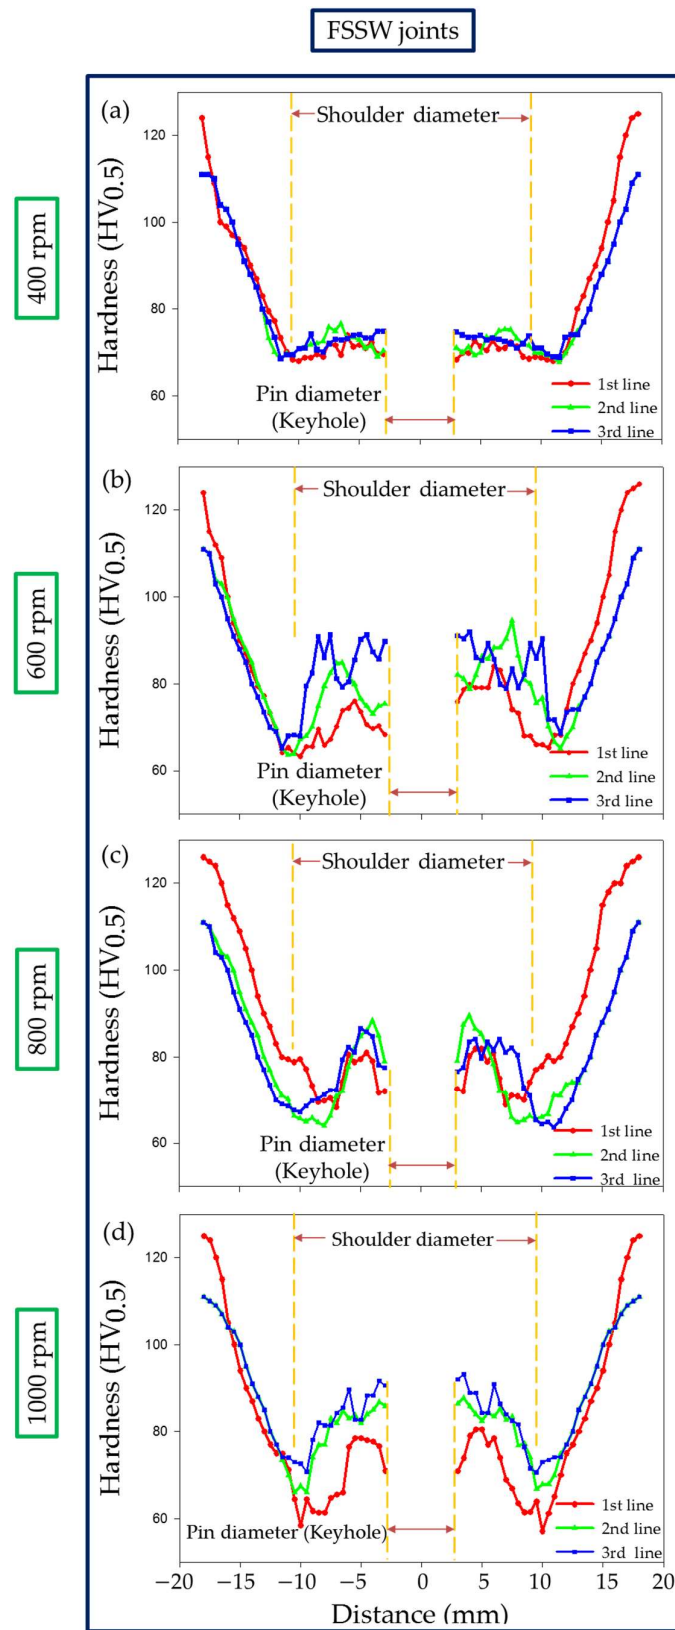 FSSW joints
400 rpm
(a)
Shoulder diameter
Hardness (HV0.5)
120
100
80
60
Pin diameter
(Keyhole)
1st line
2nd line
3rd line
600 rpm
(b)
Shoulder diameter
Hardness (HV0.5)
120
100
80
60
Pin diameter
(Keyhole)
1st line
2nd line
3rd line
800 rpm
(c)
Shoulder diameter
Hardness (HV0.5)
120
100
80
60
Pin diameter
(Keyhole)
1st line
2nd line
3rd line
1000 rpm
(d)
Shoulder diameter
Hardness (HV0.5)
120
100
80
60
Pin diameter (Keyhole)
1st line
2nd line
3rd line
−20 −15 −10 −5 0 5 10 15 20
Distance (mm)